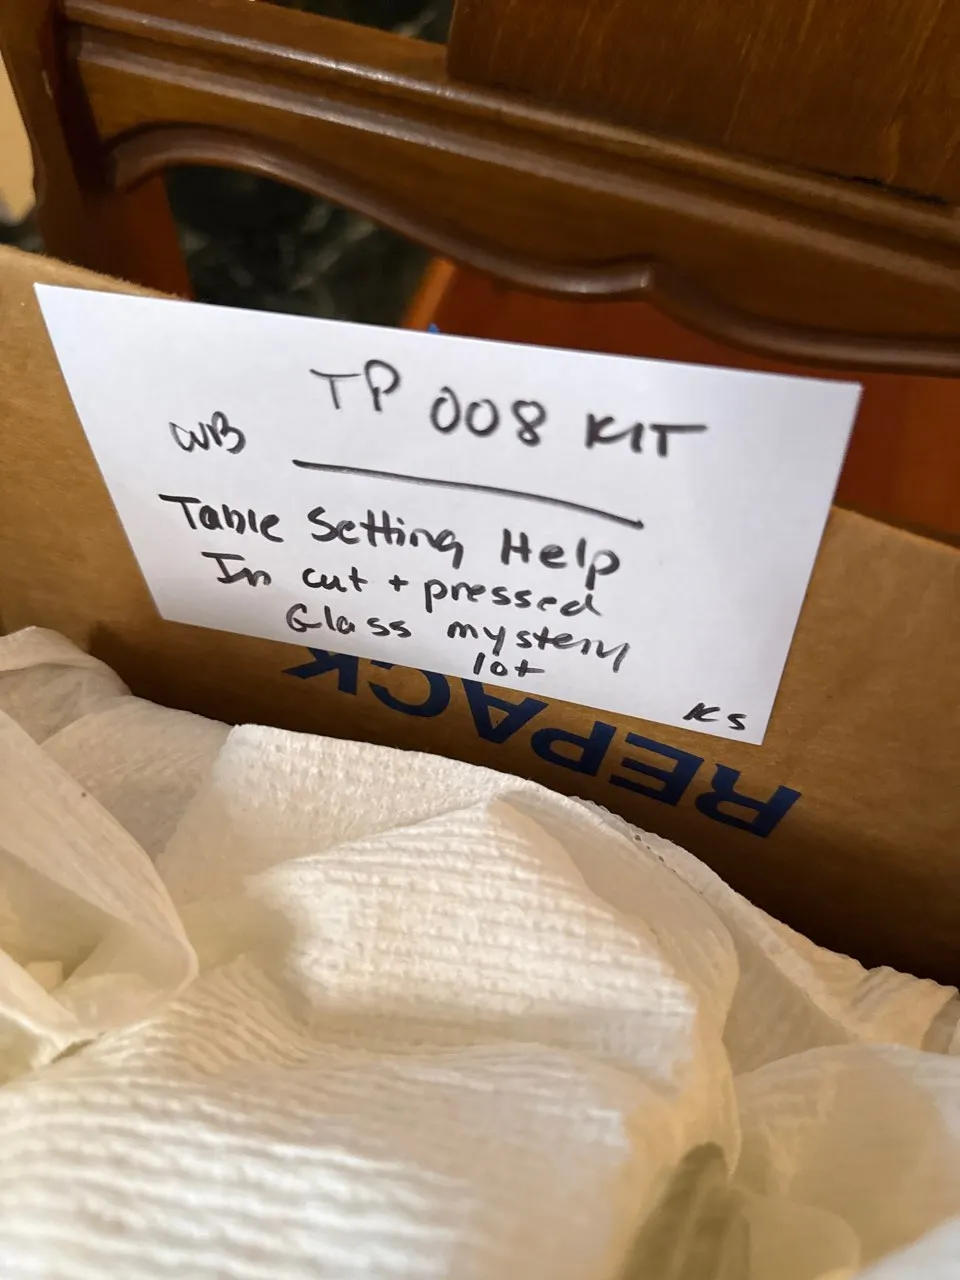 TP 008 KIT
WB
Table Setting Help
In cut + pressed
Glass mystery
lot
KS
REPACK